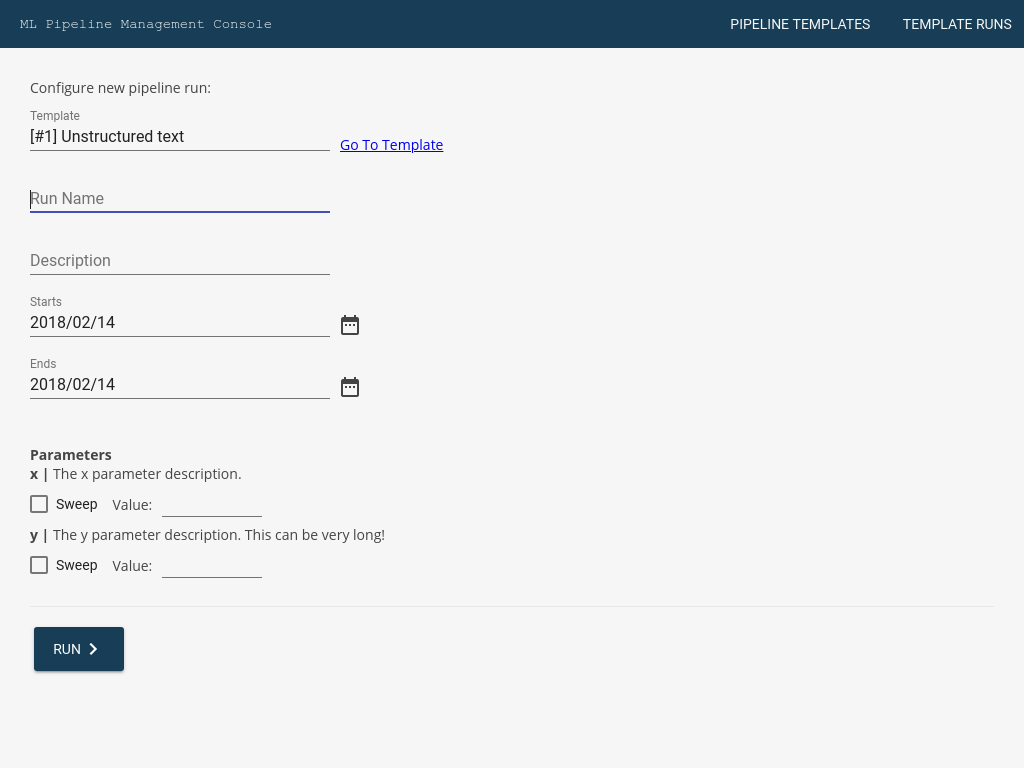 ML Pipeline Management Console
PIPELINE TEMPLATES TEMPLATE RUNS
Configure new pipeline run:
Template
[#1] Unstructured text
Go To Template
Run Name
Description
Starts
2018/02/14
Ends
2018/02/14
Parameters
x | The x parameter description.
Sweep Value:
y | The y parameter description. This can be very long!
Sweep Value:
RUN